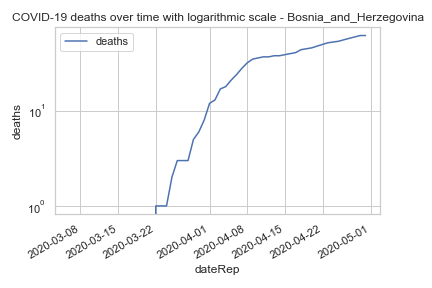 COVID-19 deaths over time with logarithmic scale - Bosnia_and_Herzegovina
deaths
deaths
10¹
10⁰
2020-03-08
2020-03-15
2020-03-22
2020-04-01
2020-04-08
2020-04-15
2020-04-22
2020-05-01
dateRep